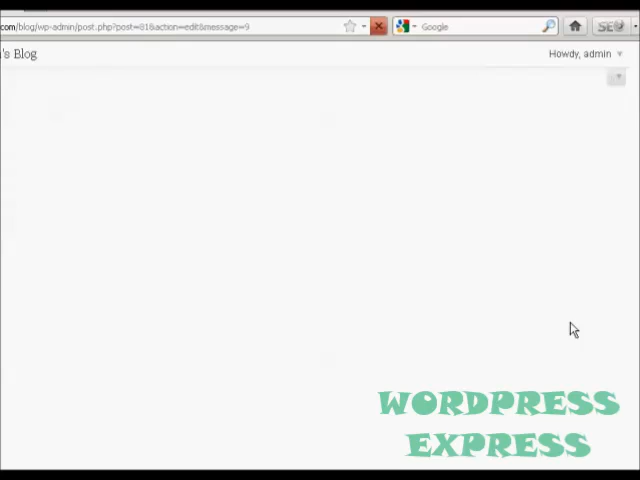 com/blog/wp-admin/post.php?post=81&action=edit&message=9
Google
SEO
's Blog
Howdy, admin
WORDPRESS
EXPRESS